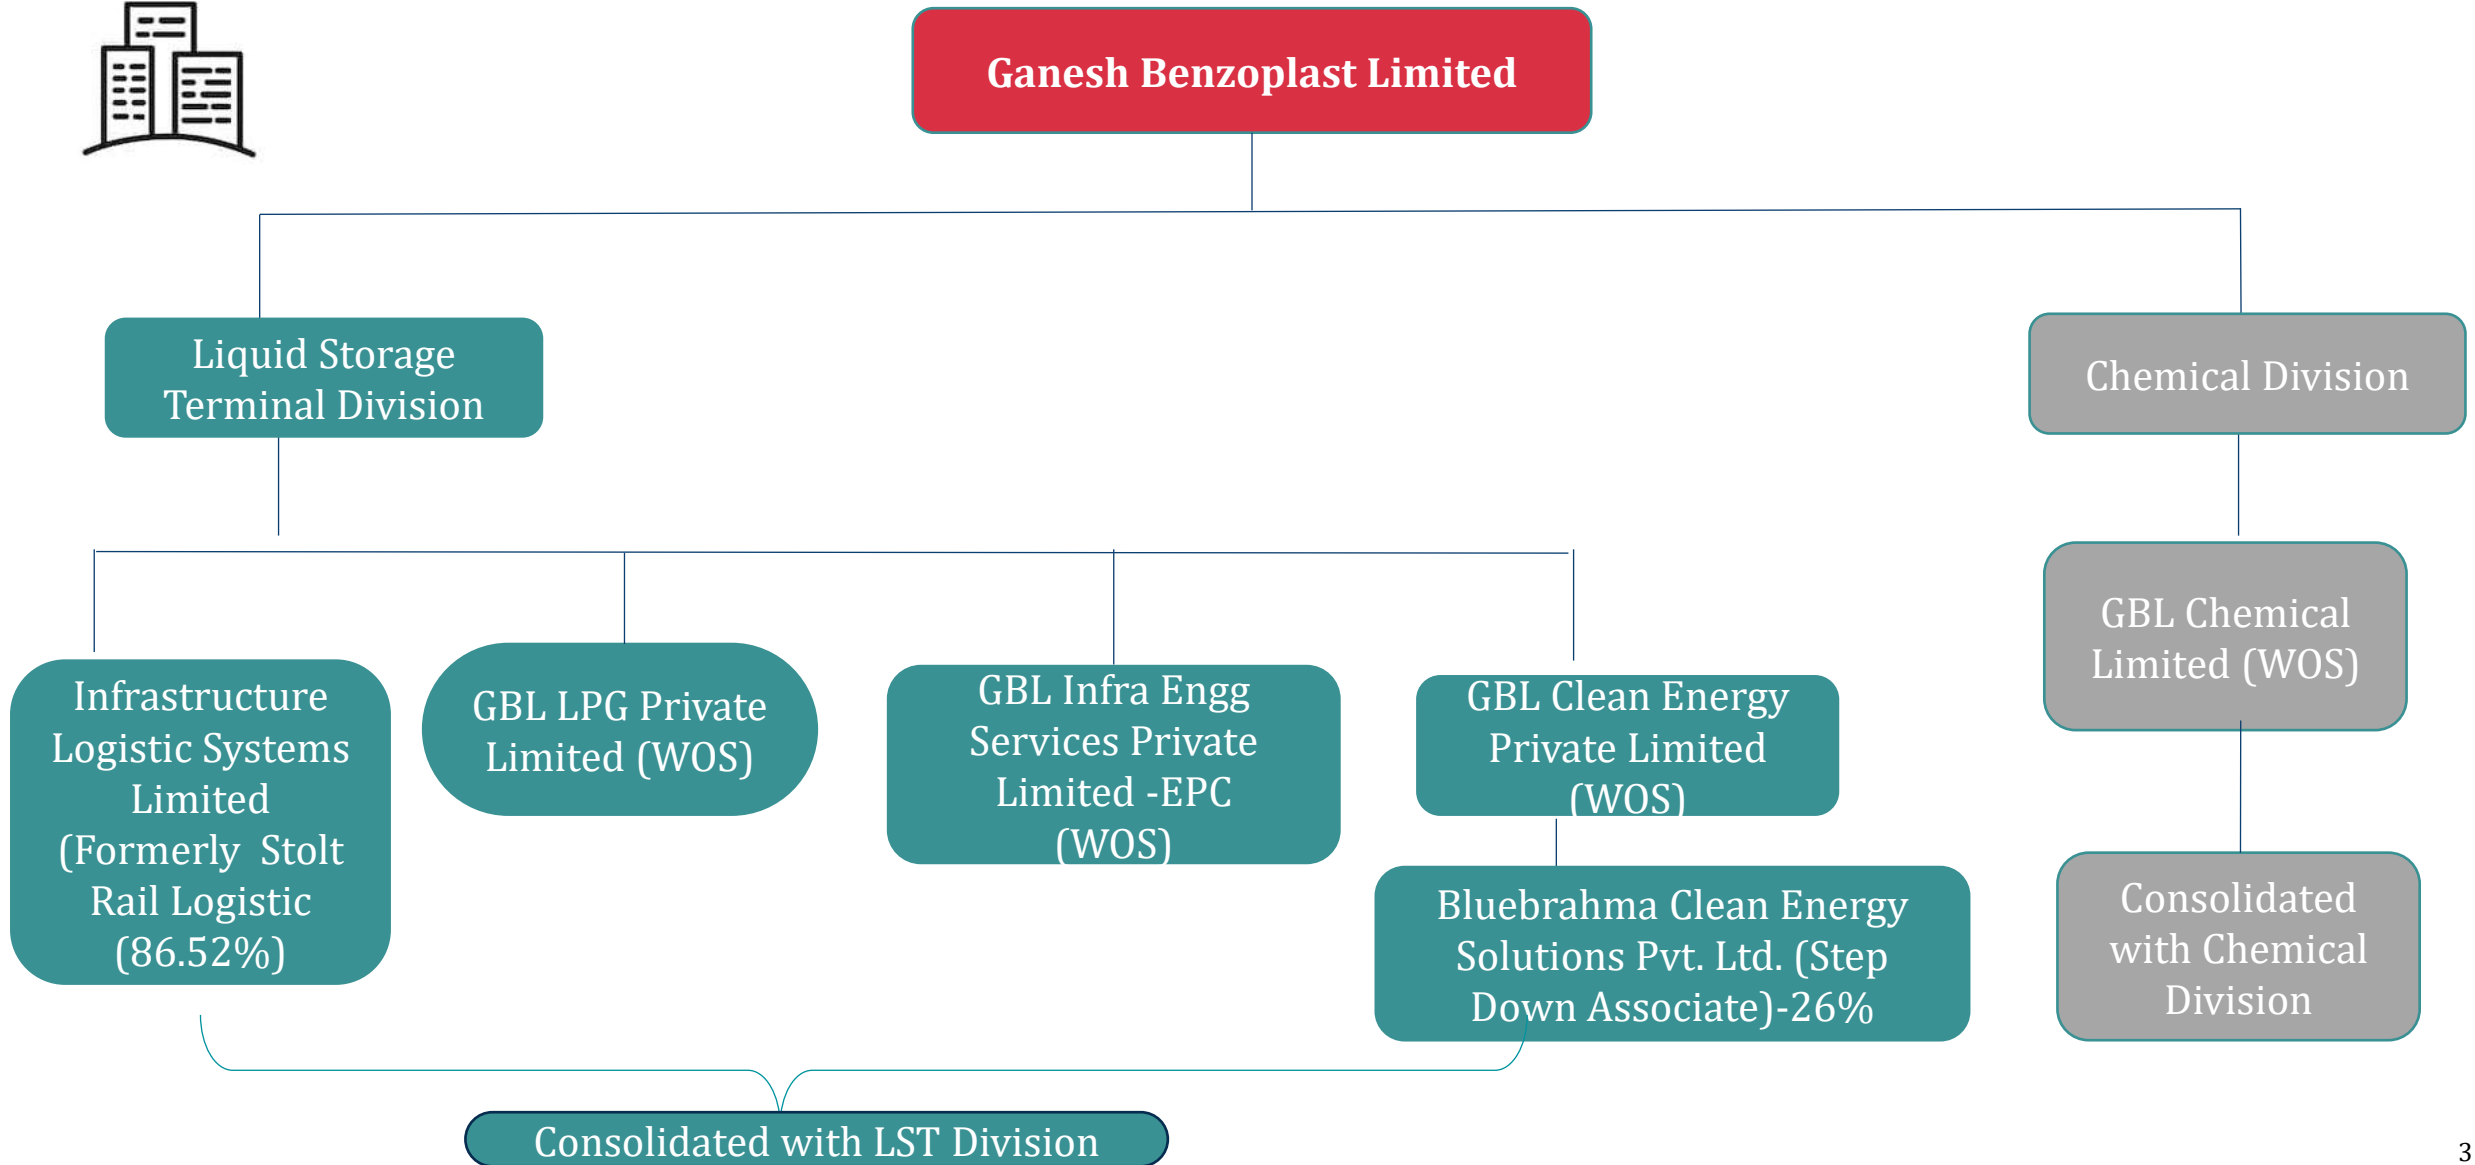 Ganesh Benzoplast Limited
Liquid Storage
Terminal Division
Chemical Division
Infrastructure
Logistic Systems
Limited
(Formerly  Stolt
Rail Logistic
(86.52%)
GBL LPG Private
Limited (WOS)
GBL Infra Engg
Services Private
Limited -EPC
(WOS)
GBL Clean Energy
Private Limited
(WOS)
Bluebrahma Clean Energy
Solutions Pvt. Ltd. (Step
Down Associate)-26%
GBL Chemical
Limited (WOS)
Consolidated
with Chemical
Division
Consolidated with LST Division
3